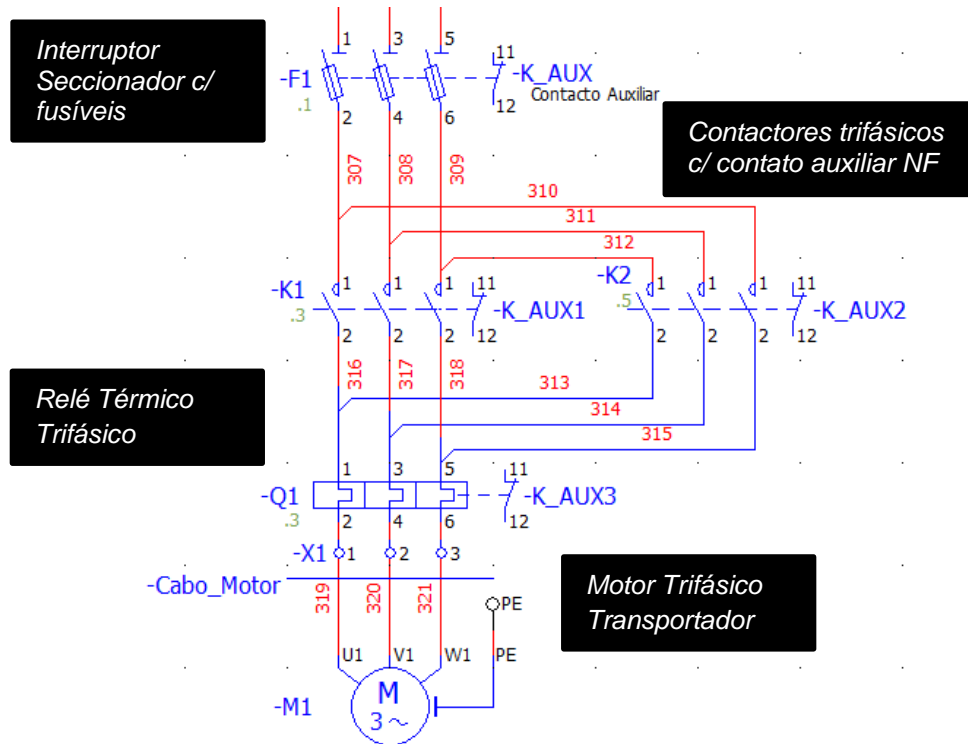 Interruptor
Seccionador c/
fusíveis
1 3 5
-F1
.1
11
-K_AUX
Contacto Auxiliar
12
2 4 6
Contactores trifásicos
c/ contato auxiliar NF
307 308 309
310
311
312
-K1
.3
1 1 1
11
-K_AUX1
12
2 2 2
-K2
.5
1 1 1
11
-K_AUX2
12
2 2 2
316 317 318
313
314
315
Relé Térmico
Trifásico
1 3 5
-Q1
.3
11
-K_AUX3
12
2 4 6
-X1 1 2 3
-Cabo_Motor
319 320 321
PE
Motor Trifásico
Transportador
U1 V1 W1 PE
-M1
M
3 ~